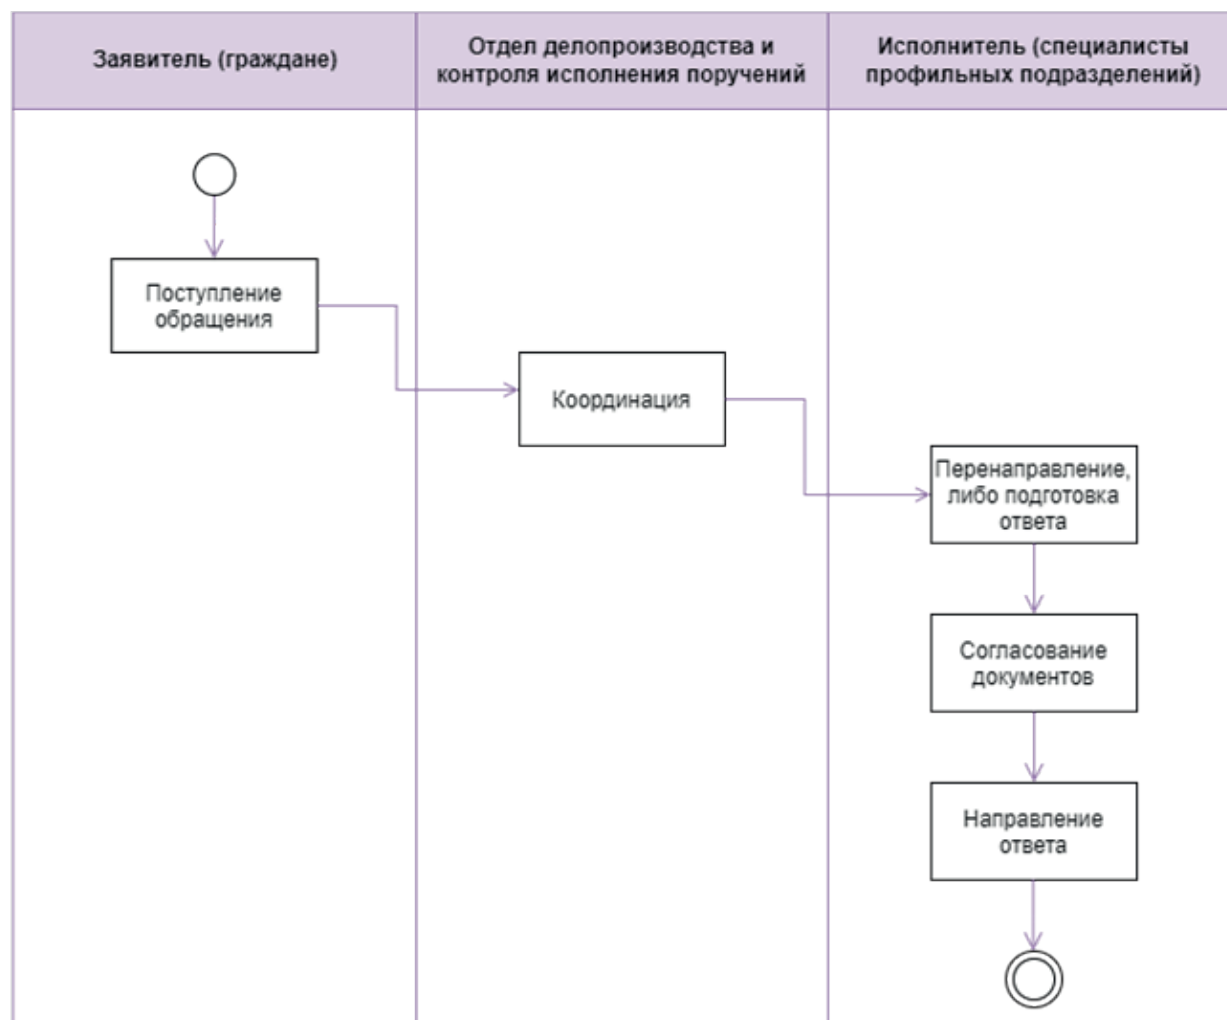 Заявитель (граждане)
Отдел делопроизводства и
контроля исполнения поручений
Исполнитель (специалисты
профильных подразделений)
Поступление
обращения
Координация
Перенаправление,
либо подготовка
ответа
Согласование
документов
Направление
ответа